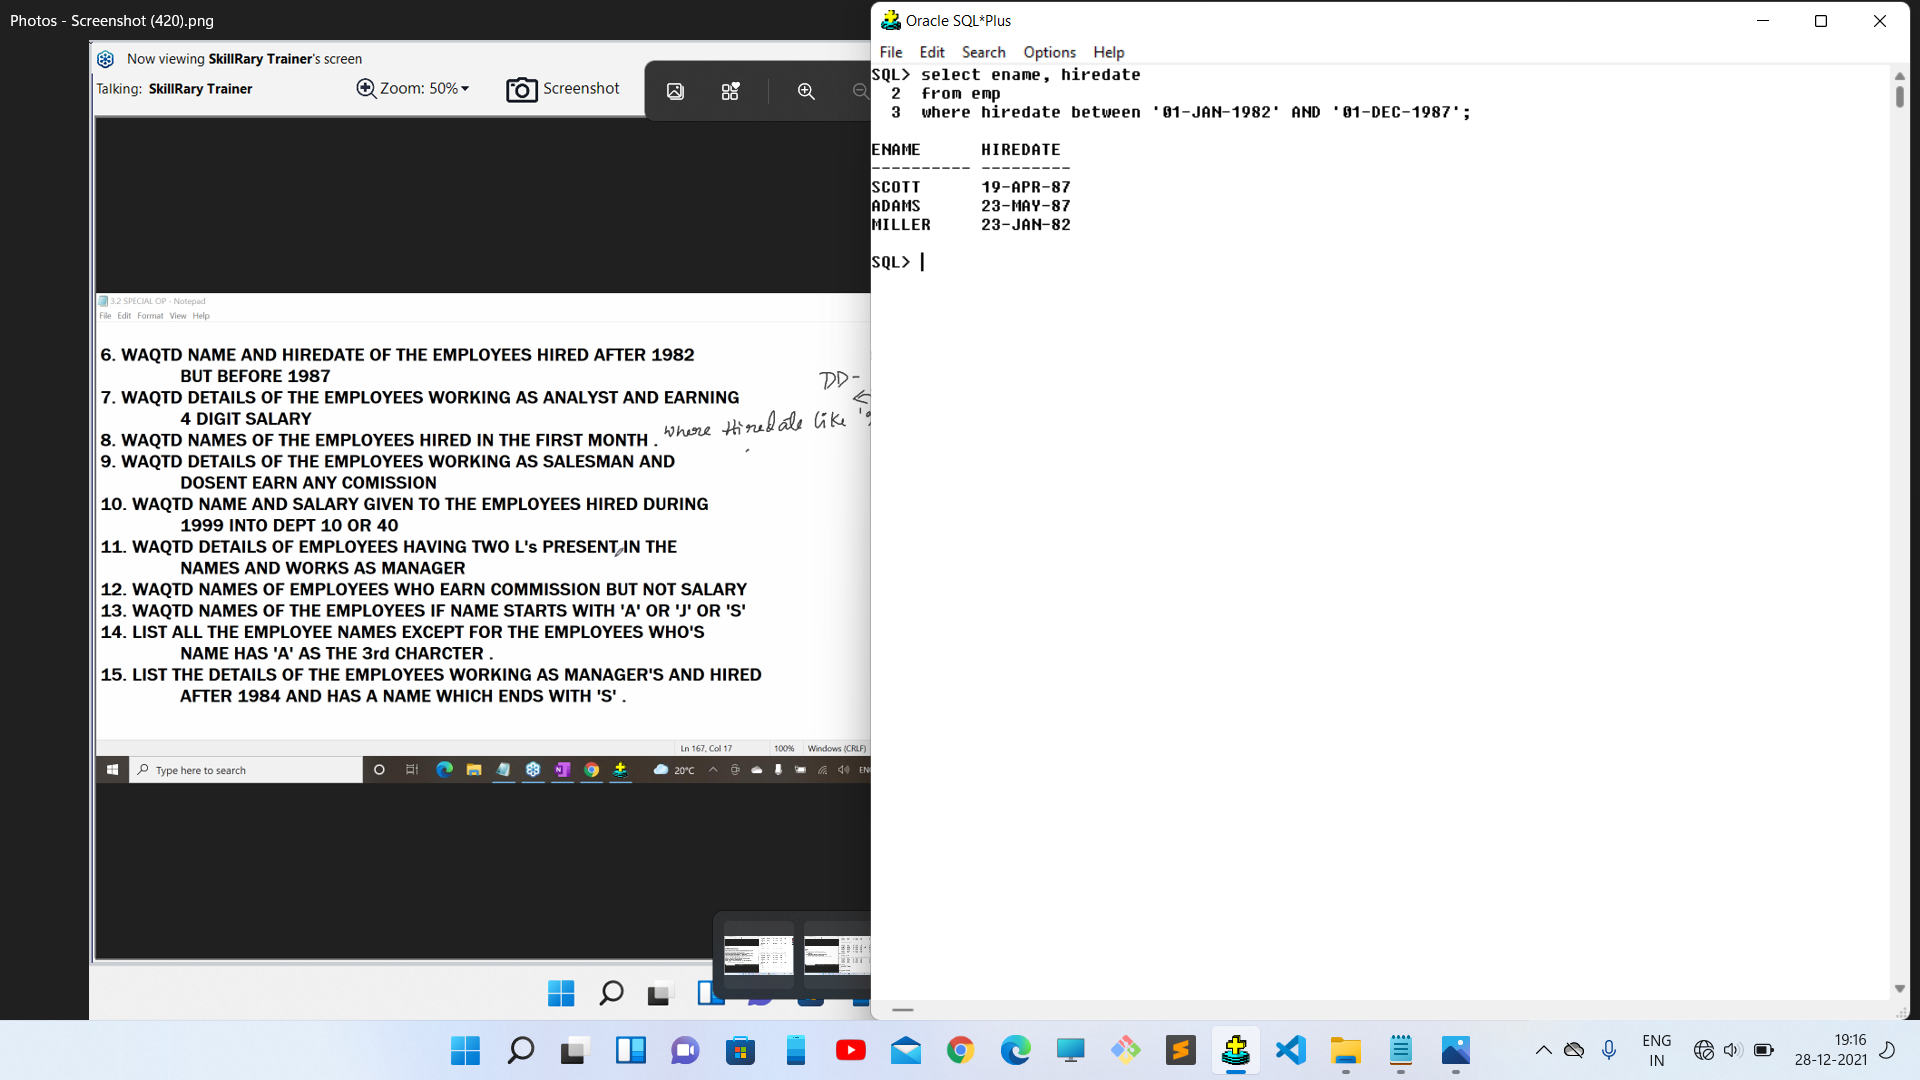 Photos - Screenshot (420).png
Now viewing SkillRary Trainer's screen
Talking: SkillRary Trainer
Zoom: 50%
Screenshot
3.2 SPECIAL OP - Notepad
File Edit Format View Help
6. WAQTD NAME AND HIREDATE OF THE EMPLOYEES HIRED AFTER 1982
BUT BEFORE 1987
7. WAQTD DETAILS OF THE EMPLOYEES WORKING AS ANALYST AND EARNING
4 DIGIT SALARY
8. WAQTD NAMES OF THE EMPLOYEES HIRED IN THE FIRST MONTH .
9. WAQTD DETAILS OF THE EMPLOYEES WORKING AS SALESMAN AND
DOSENT EARN ANY COMISSION
10. WAQTD NAME AND SALARY GIVEN TO THE EMPLOYEES HIRED DURING
1999 INTO DEPT 10 OR 40
11. WAQTD DETAILS OF EMPLOYEES HAVING TWO L's PRESENT IN THE
NAMES AND WORKS AS MANAGER
12. WAQTD NAMES OF EMPLOYEES WHO EARN COMMISSION BUT NOT SALARY
13. WAQTD NAMES OF THE EMPLOYEES IF NAME STARTS WITH 'A' OR 'J' OR 'S'
14. LIST ALL THE EMPLOYEE NAMES EXCEPT FOR THE EMPLOYEES WHO'S
NAME HAS 'A' AS THE 3rd CHARCTER .
15. LIST THE DETAILS OF THE EMPLOYEES WORKING AS MANAGER'S AND HIRED
AFTER 1984 AND HAS A NAME WHICH ENDS WITH 'S' .
DD-
where Hiredate like
Ln 167, Col 17 100% Windows (CRLF)
Type here to search
20°C
Oracle SQL*Plus
File Edit Search Options Help
SQL> select ename, hiredate
2 from emp
3 where hiredate between '01-JAN-1982' AND '01-DEC-1987';
ENAME HIREDATE
---------- ---------
SCOTT 19-APR-87
ADAMS 23-MAY-87
MILLER 23-JAN-82
SQL>
ENG
IN
19:16
28-12-2021